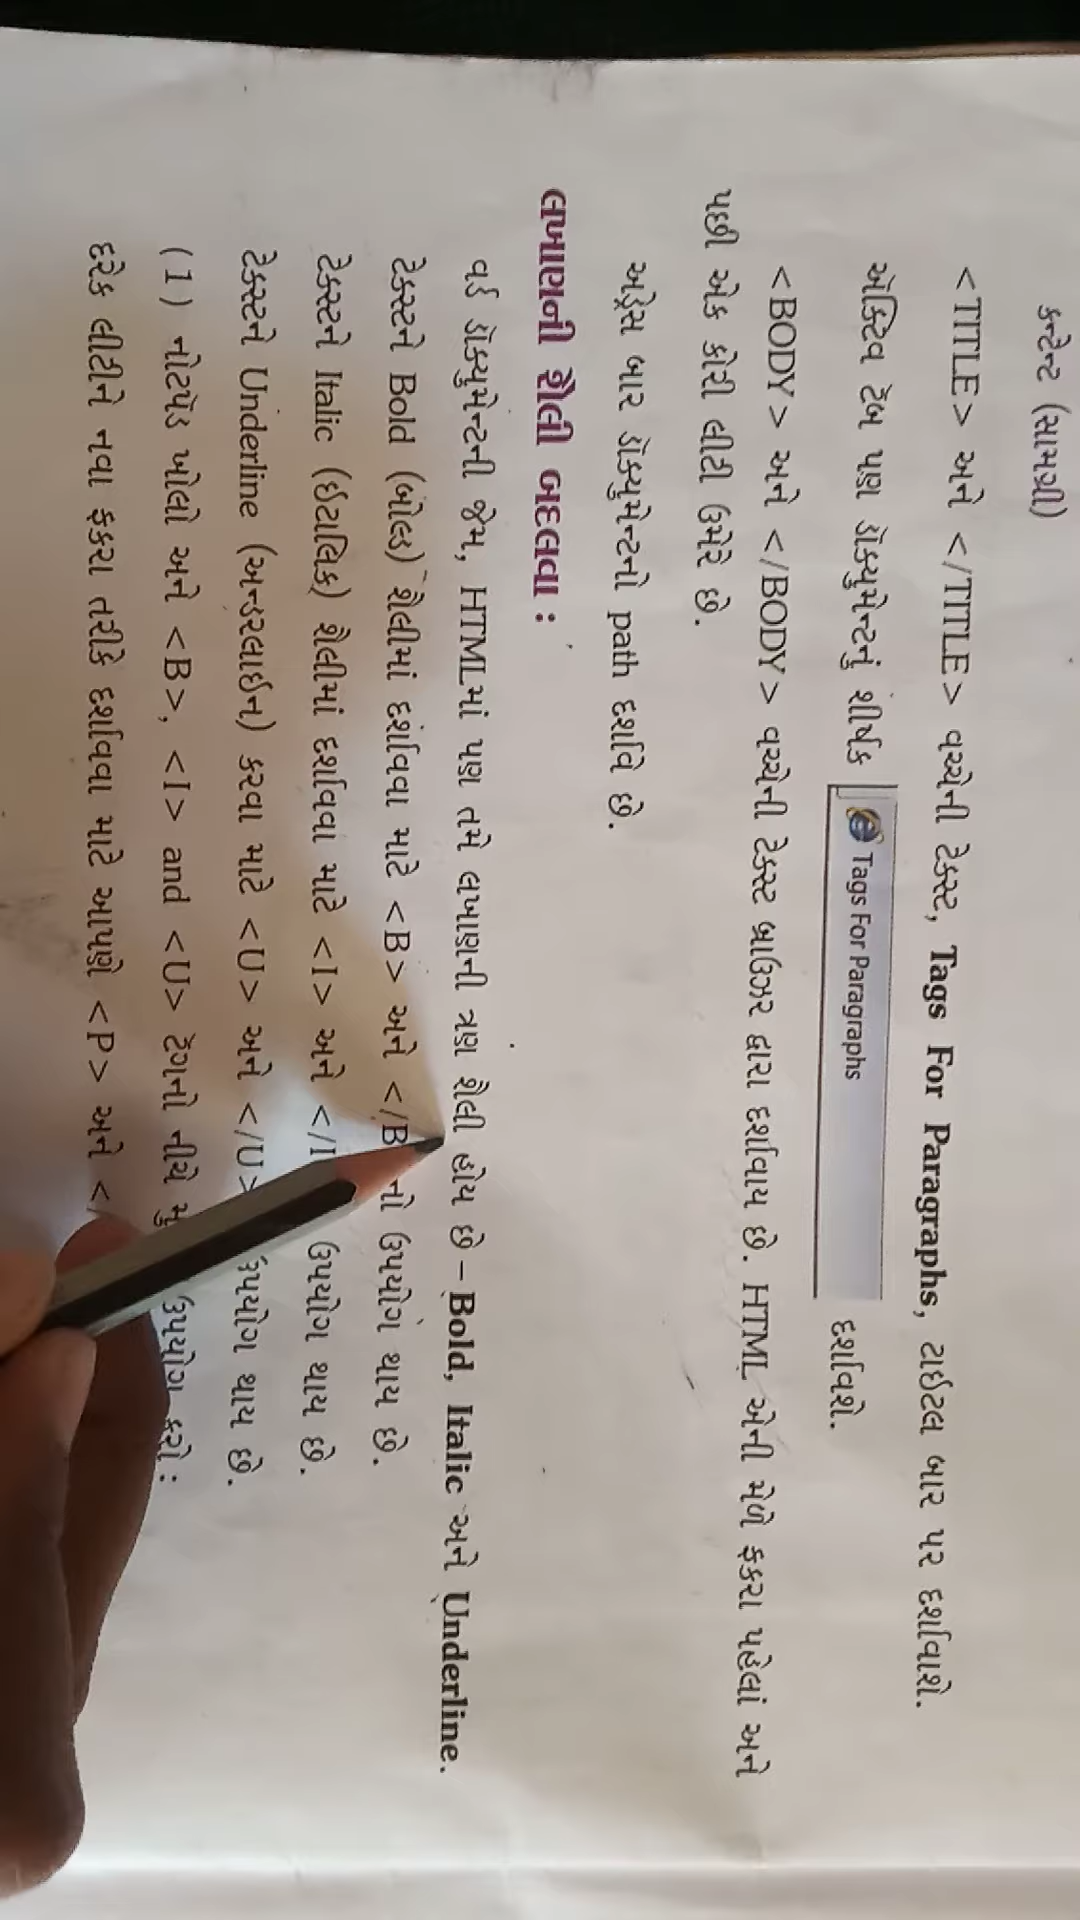 કન્ટેન્ટ (સામગ્રી)
<TITLE> અને </TITLE> વચ્ચેની ટેક્સ્ટ, Tags For Paragraphs, ટાઈટલ બાર પર દર્શાવાશે.
એક્ટિવ ટૅબ પણ ડૉક્યુમેન્ટનું શીર્ષક Tags For Paragraphs દર્શાવશે.
<BODY> અને </BODY> વચ્ચેની ટેક્સ્ટ બ્રાઉઝર દ્વારા દર્શાવાય છે. HTML એની મેળે ફકરા પહેલાં અને
પછી એક કોરી લીટી ઉમેરે છે.
અડ્રેસ બાર ડૉક્યુમેન્ટનો path દર્શાવે છે.
લખાણની શૈલી બદલવા :
વર્ડ ડૉક્યુમેન્ટની જેમ, HTMLમાં પણ તમે લખાણની ત્રણ શૈલી હોય છે – Bold, Italic અને Underline.
ટેક્સ્ટને Bold (બોલ્ડ) શૈલીમાં દર્શાવવા માટે <B> અને </B નો ઉપયોગ થાય છે.
ટેક્સ્ટને Italic (ઈટાલિક) શૈલીમાં દર્શાવવા માટે <I> અને </I ઉપયોગ થાય છે.
ટેક્સ્ટને Underline (અન્ડરલાઈન) કરવા માટે <U> અને </U> ઉપયોગ થાય છે.
(1) નોટપૅડ ખોલો અને <B>, <I> and <U> ટૅગનો નીચે ઉપયોગ કરો :
દરેક લીટીને નવા ફકરા તરીકે દર્શાવવા માટે આપણે <P> અને </